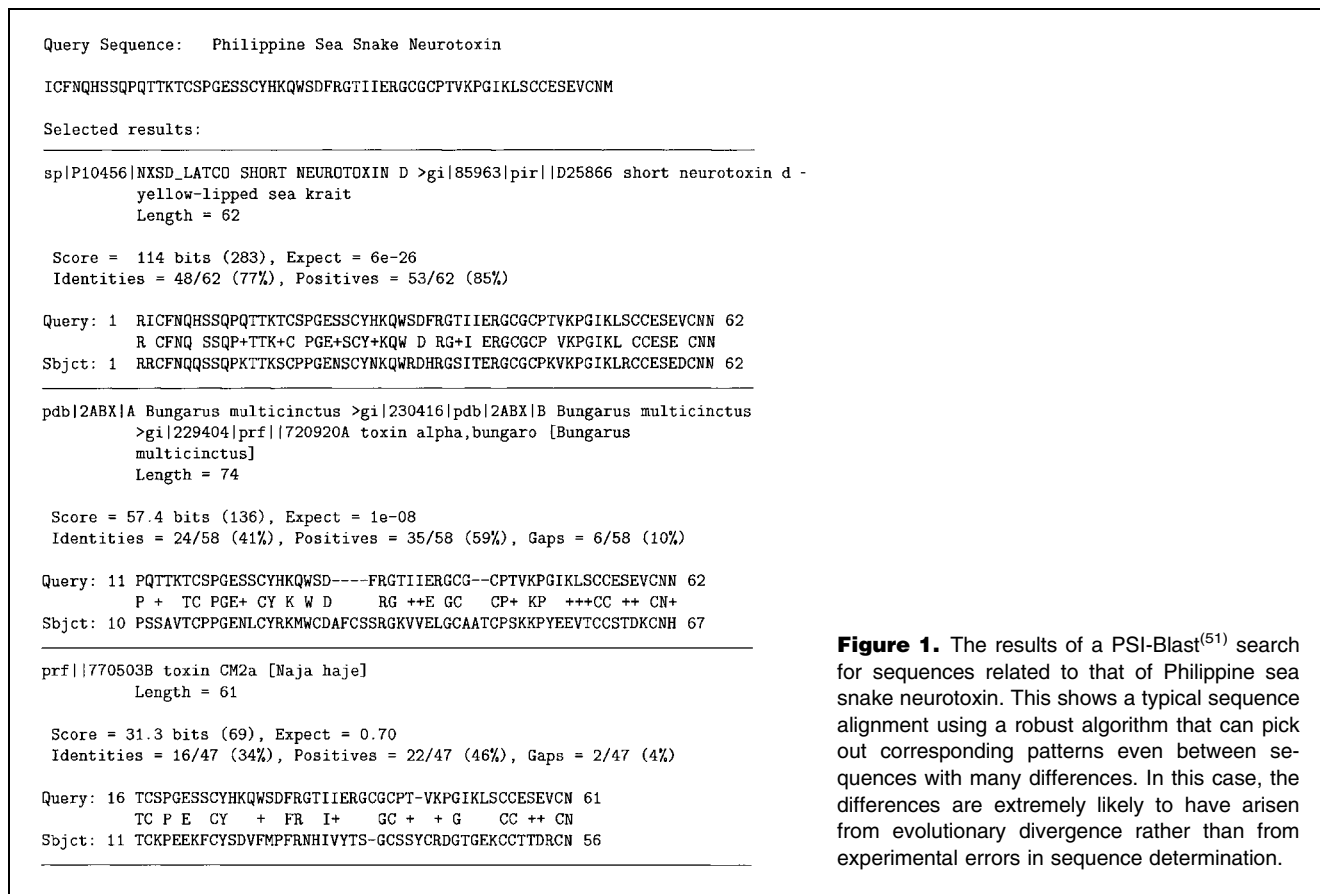 Query Sequence: Philippine Sea Snake Neurotoxin
ICFNQHSSQPQTTKTCSPGESSCYHKQWSDFRGTIIERGCGCPTVKPGIKLSCCESEVCNM
Selected results:
sp|P10456|NXSD_LATCO SHORT NEUROTOXIN D >gi|85963|pir||D25866 short neurotoxin d -
yellow-lipped sea krait
Length = 62
Score = 114 bits (283), Expect = 6e-26
Identities = 48/62 (77%), Positives = 53/62 (85%)
Query: 1 RICFNQHSSQPQTTKTCSPGESSCYHKQWSDFRGTIIERGCGCPTVKPGIKLSCCESEVCNN 62
R CFNQ SSQP+TTK+C PGE+SCY+KQW D RG+I ERGCGCP VKPGIKL CCESE CNN
Sbjct: 1 RRCFNQQSSQPKTTKSCPPGENSCYNKQWRDHRGSITERGCGCPKVKPGIKLRCCESEDCNN 62
pdb|2ABX|A Bungarus multicinctus >gi|230416|pdb|2ABX|B Bungarus multicinctus
>gi|229404|prf||720920A toxin alpha,bungaro [Bungarus
multicinctus]
Length = 74
Score = 57.4 bits (136), Expect = 1e-08
Identities = 24/58 (41%), Positives = 35/58 (59%), Gaps = 6/58 (10%)
Query: 11 PQTTKTCSPGESSCYHKQWSD----FRGTIIERGCG--CPTVKPGIKLSCCESEVCNN 62
P + TC PGE+ CY K W D RG ++E GC CP+ KP +++CC ++ CN+
Sbjct: 10 PSSAVTCPPGENLCYRKMWCDAFCSSRGKVVELGCAATCPSKKPYEEVTCCSTDKCNH 67
prf||770503B toxin CM2a [Naja haje]
Length = 61
Score = 31.3 bits (69), Expect = 0.70
Identities = 16/47 (34%), Positives = 22/47 (46%), Gaps = 2/47 (4%)
Query: 16 TCSPGESSCYHKQWSDFRGTIIERGCGCPT-VKPGIKLSCCESEVCN 61
TC P E CY + FR I+ GC + + G CC ++ CN
Sbjct: 11 TCKPEEKFCYSDVFMPFRNHIVYTS-GCSSYCRDGTGEKCCTTDRCN 56
Figure 1. The results of a PSI-Blast(51) search
for sequences related to that of Philippine sea
snake neurotoxin. This shows a typical sequence
alignment using a robust algorithm that can pick
out corresponding patterns even between se-
quences with many differences. In this case, the
differences are extremely likely to have arisen
from evolutionary divergence rather than from
experimental errors in sequence determination.